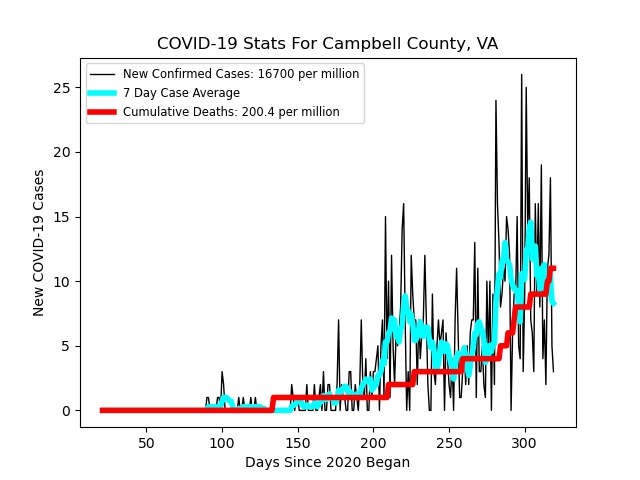 COVID-19 Stats For Campbell County, VA
New Confirmed Cases: 16700 per million
7 Day Case Average
Cumulative Deaths: 200.4 per million
New COVID-19 Cases
25
20
15
10
5
0
50 100 150 200 250 300
Days Since 2020 Began